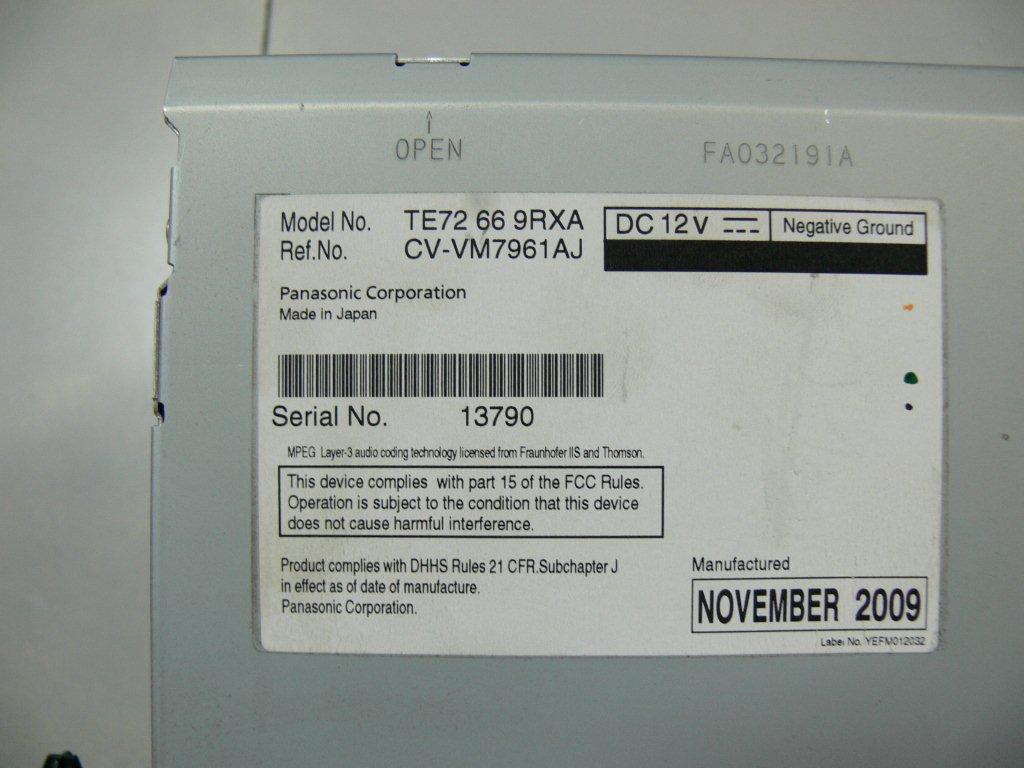 ↑
OPEN
FA032191A
Model No. TE72 66 9RXA
Ref.No. CV-VM7961AJ
DC 12V Negative Ground
Panasonic Corporation
Made in Japan
Serial No. 13790
MPEG Layer-3 audio coding technology licensed from Fraunhofer IIS and Thomson.
This device complies with part 15 of the FCC Rules.
Operation is subject to the condition that this device
does not cause harmful interference.
Product complies with DHHS Rules 21 CFR.Subchapter J
in effect as of date of manufacture.
Panasonic Corporation.
Manufactured
NOVEMBER 2009
Label No. YEFM012032